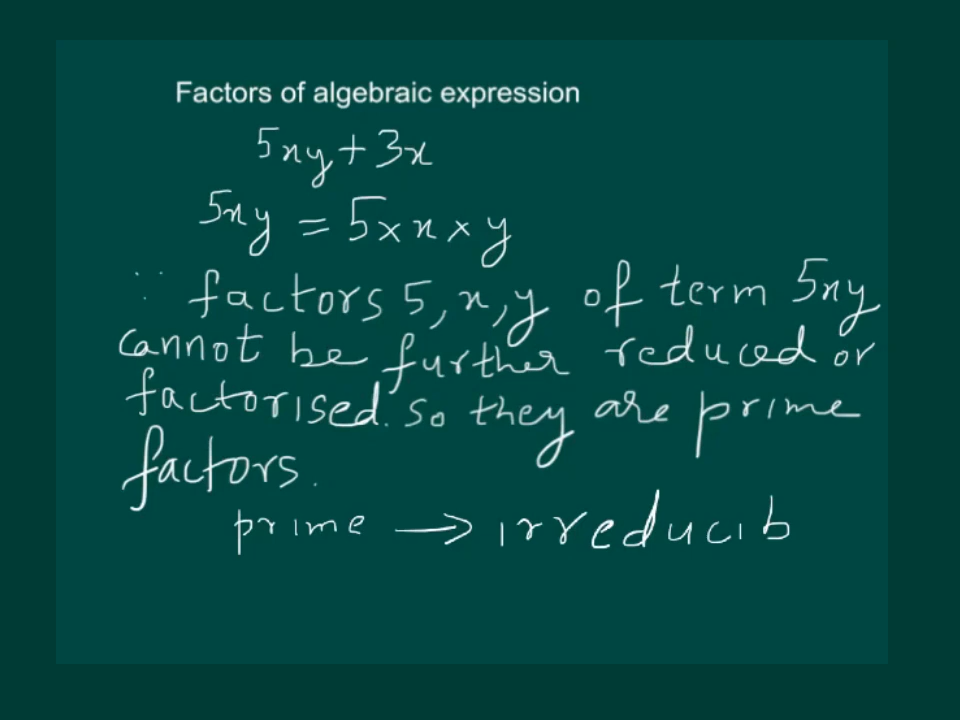 Factors of algebraic expression
5xy + 3x
5xy = 5 × x × y
∵ factors 5, x, y of term 5xy
cannot be further reduced or
factorised. so they are prime
factors.
prime → irreducib